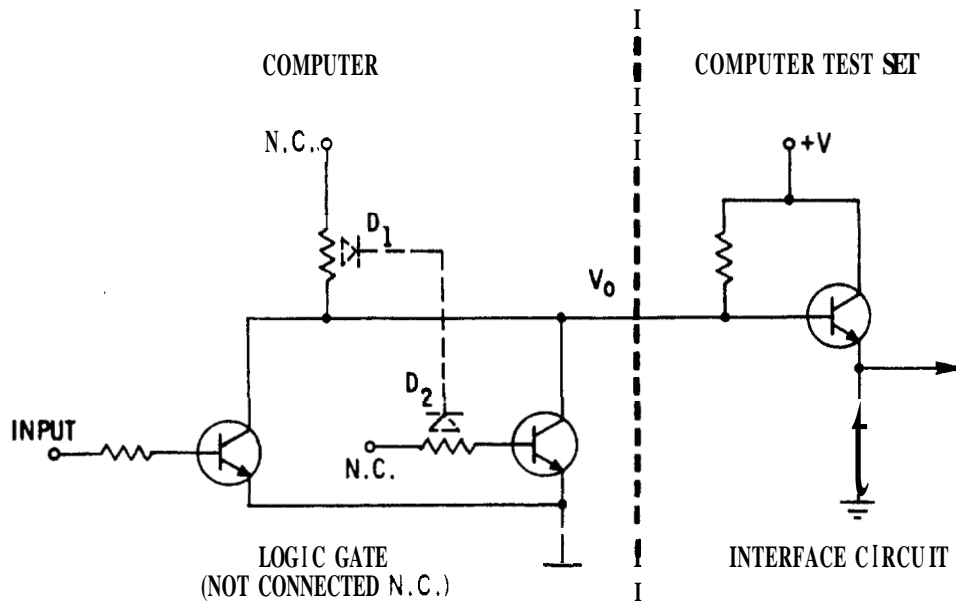 COMPUTER
COMPUTER TEST SET
N.C.
+V
D1
V0
D2
INPUT
N.C.
LOGIC GATE
(NOT CONNECTED N.C.)
INTERFACE CIRCUIT